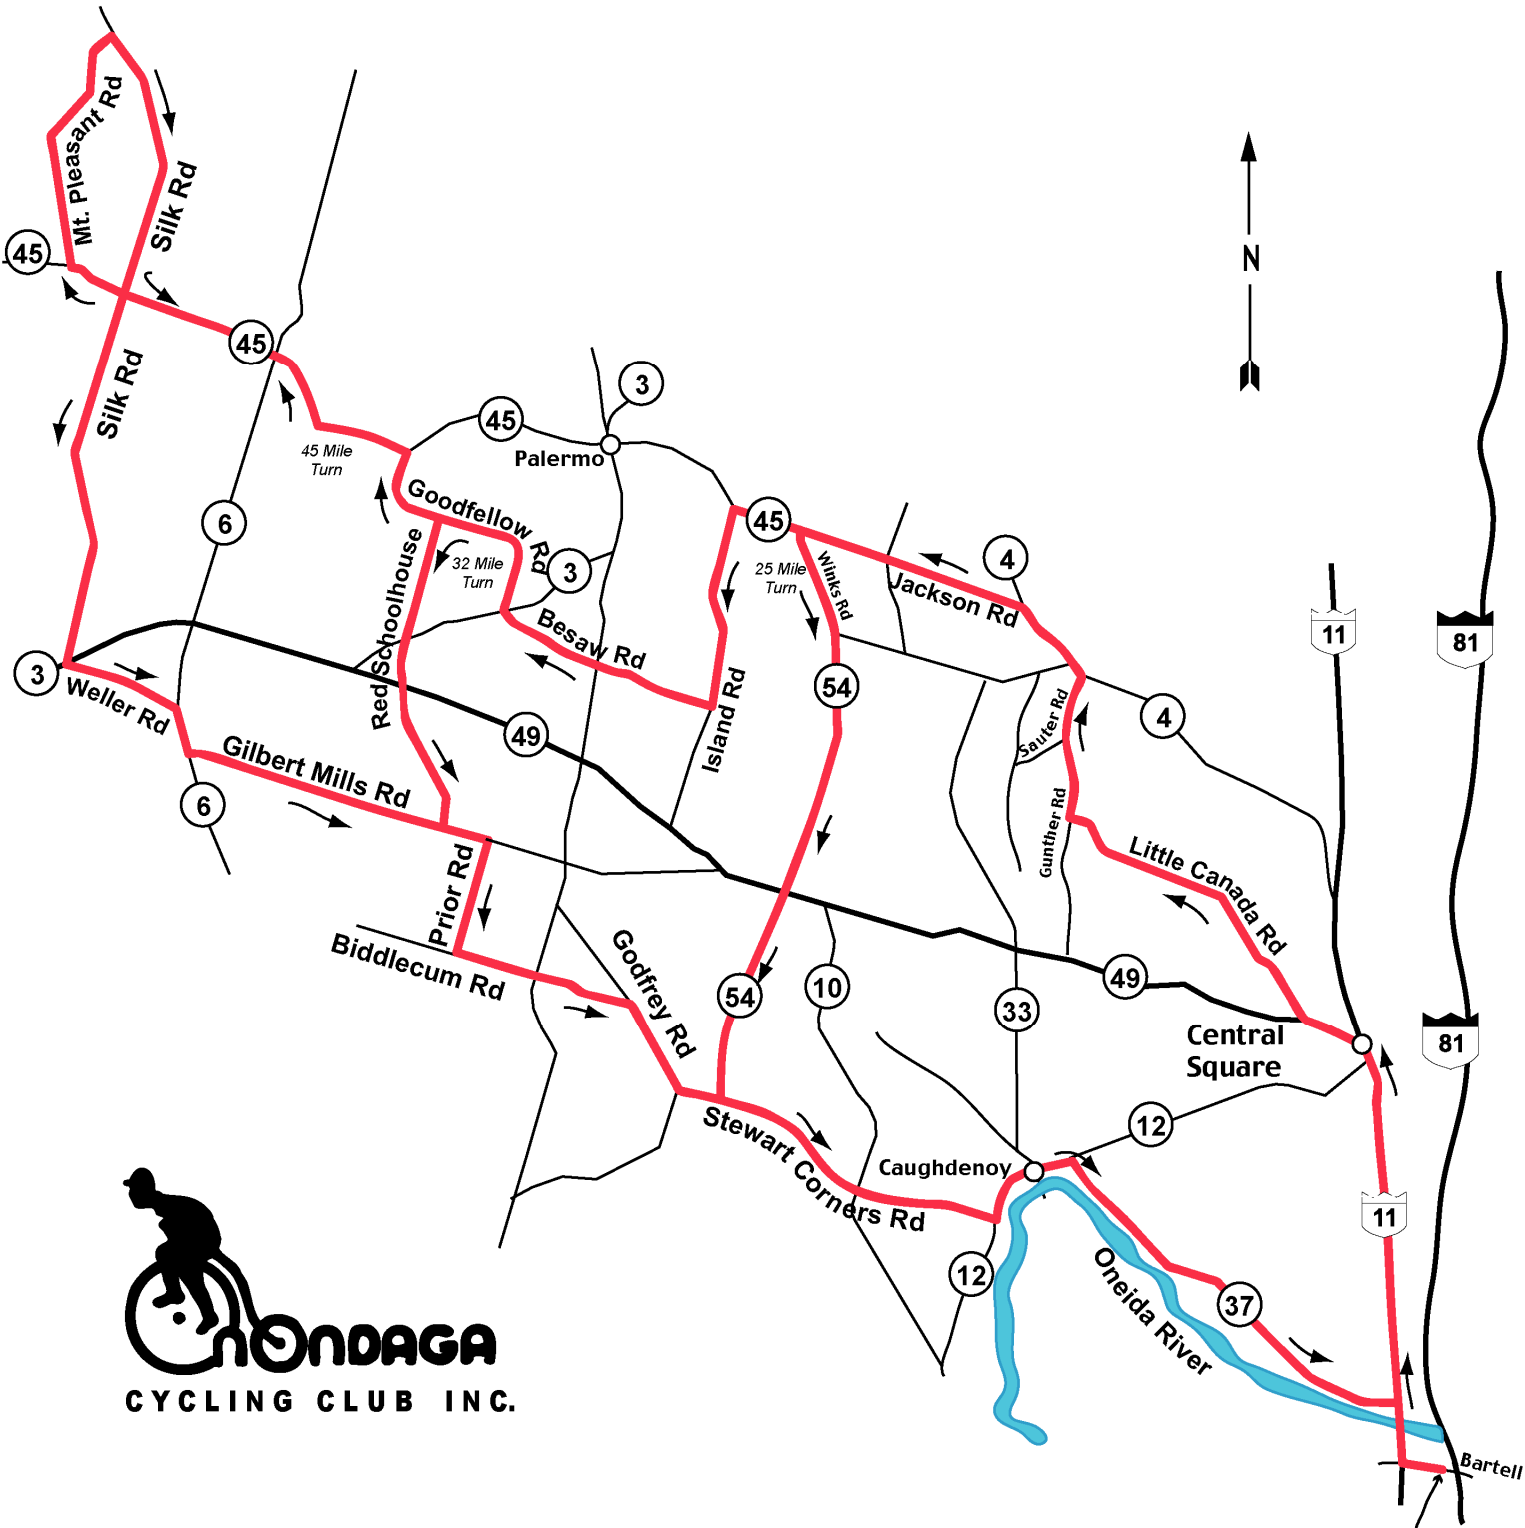 Mt. Pleasant Rd
Silk Rd
45
N
Silk Rd
45
3
45
Palermo
45 Mile
Turn
Goodfellow Rd
45
6
32 Mile
Turn
3
25 Mile
Turn
Winks Rd
4
Jackson Rd
Red Schoolhouse
Besaw Rd
11
81
3
Weller Rd
54
Island Rd
Sauter Rd
4
49
Gilbert Mills Rd
6
Gunther Rd
Little Canada Rd
Prior Rd
Biddlecum Rd
Godfrey Rd
54
10
33
49
Central
Square
81
Stewart Corners Rd
12
Caughdenoy
11
12
Oneida River
37
OnONDAGA
CYCLING CLUB INC.
Bartell